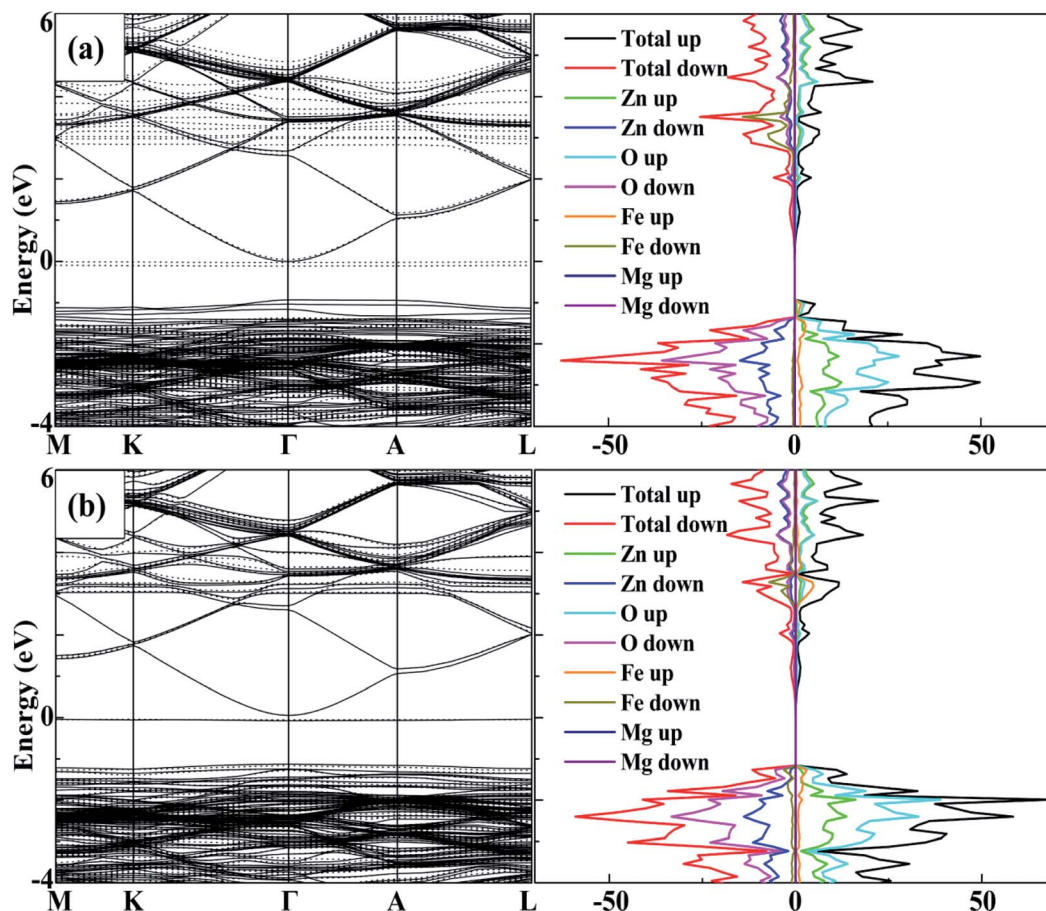 6
(a)
Energy (eV)
0
-4
M K Γ A L
Total up
Total down
Zn up
Zn down
O up
O down
Fe up
Fe down
Mg up
Mg down
-50 0 50
6
(b)
Energy (eV)
0
-4
M K Γ A L
Total up
Total down
Zn up
Zn down
O up
O down
Fe up
Fe down
Mg up
Mg down
-50 0 50